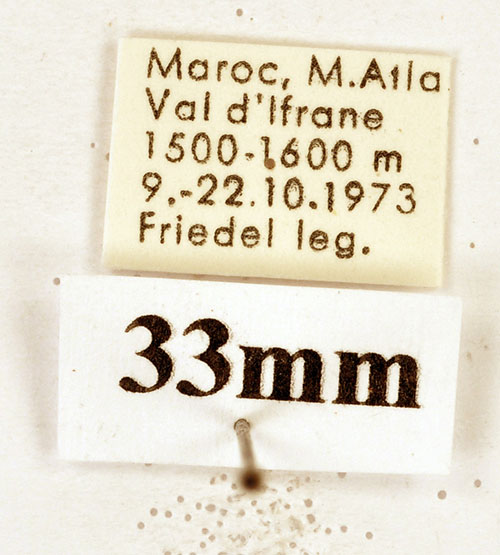 Maroc, M.Atla
Val d'Ifrane
1500-1600 m
9.-22.10.1973
Friedel leg.
33mm